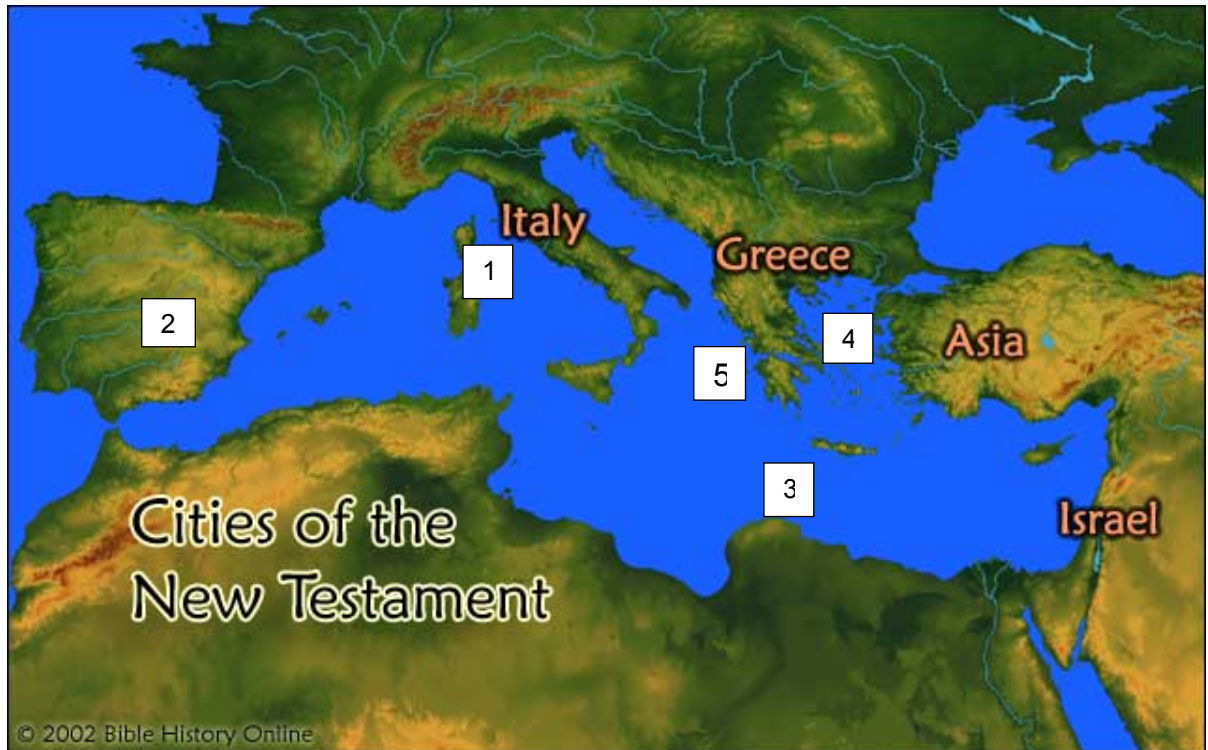 Italy
Greece
1
2
4
Asia
5
3
Cities of the
New Testament
Israel
© 2002 Bible History Online